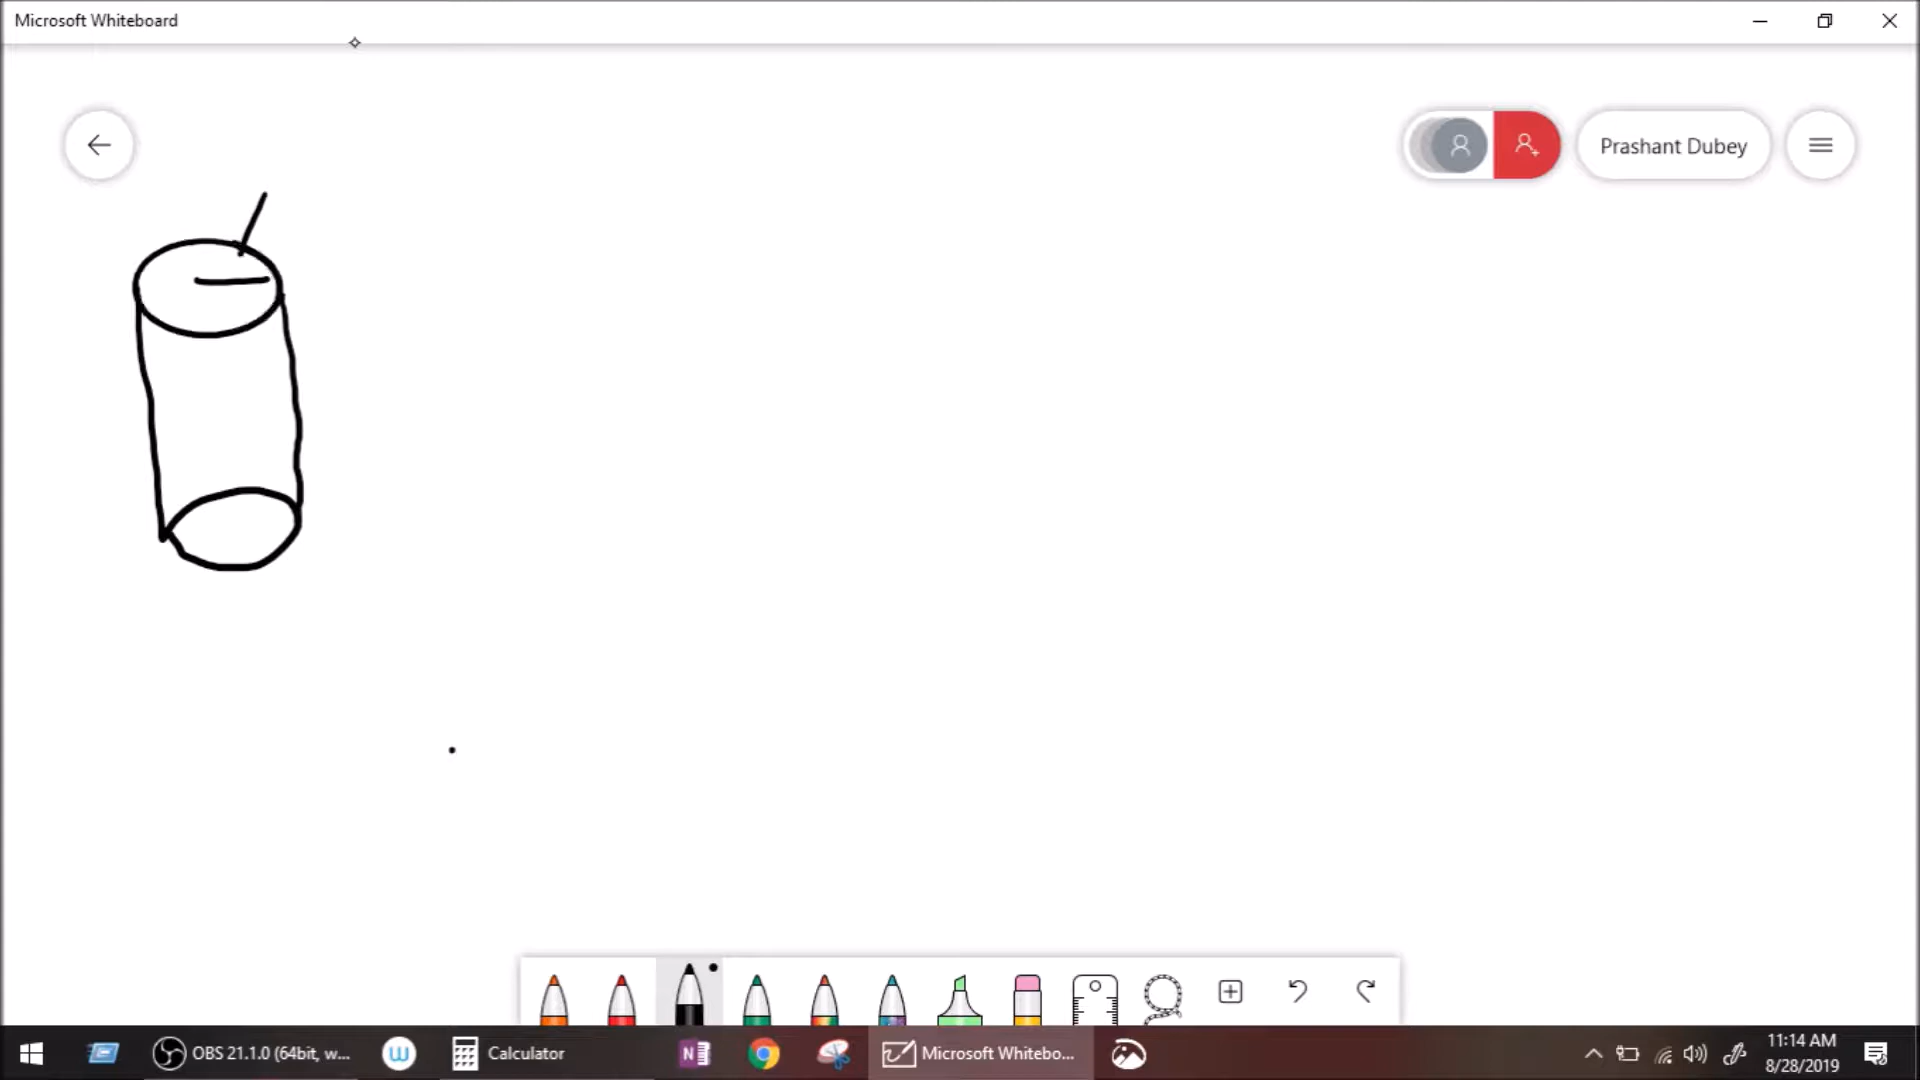 Microsoft Whiteboard
Prashant Dubey
OBS 21.1.0 (64bit, w...
Calculator
Microsoft Whitebo...
11:14 AM
8/28/2019